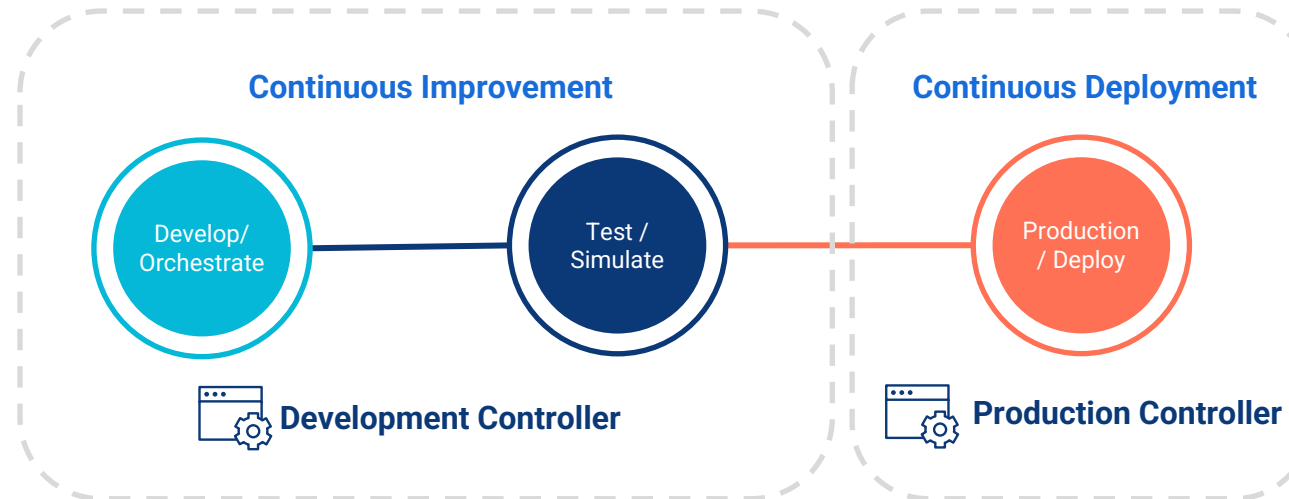 Continuous Improvement
Continuous Deployment
Develop/
Orchestrate
Test /
Simulate
Production
/ Deploy
Development Controller
Production Controller